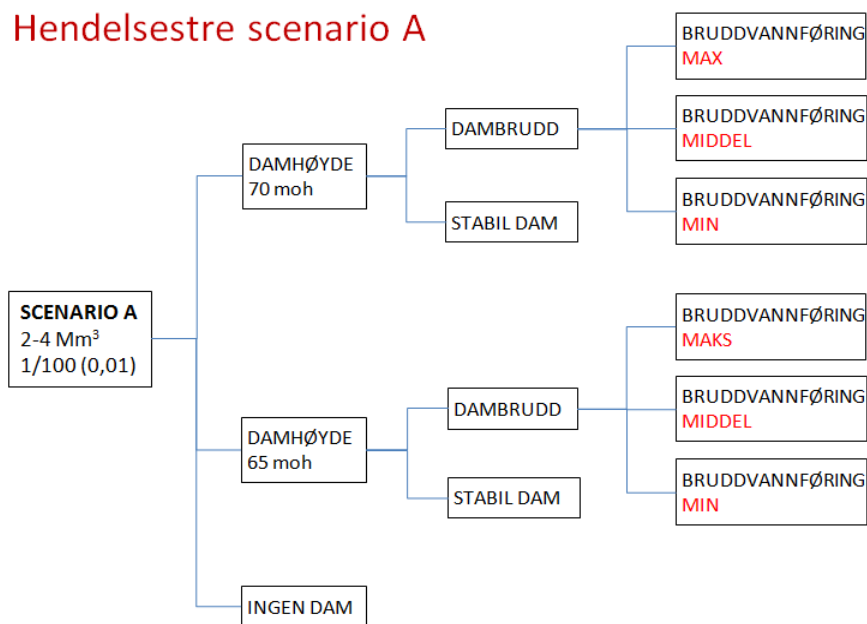 Hendelsestre scenario A
SCENARIO A
2-4 Mm³
1/100 (0,01)
DAMHØYDE
70 moh
DAMBRUDD
BRUDDVANNFØRING
MAX
BRUDDVANNFØRING
MIDDEL
BRUDDVANNFØRING
MIN
STABIL DAM
DAMHØYDE
65 moh
DAMBRUDD
BRUDDVANNFØRING
MAKS
BRUDDVANNFØRING
MIDDEL
BRUDDVANNFØRING
MIN
STABIL DAM
INGEN DAM